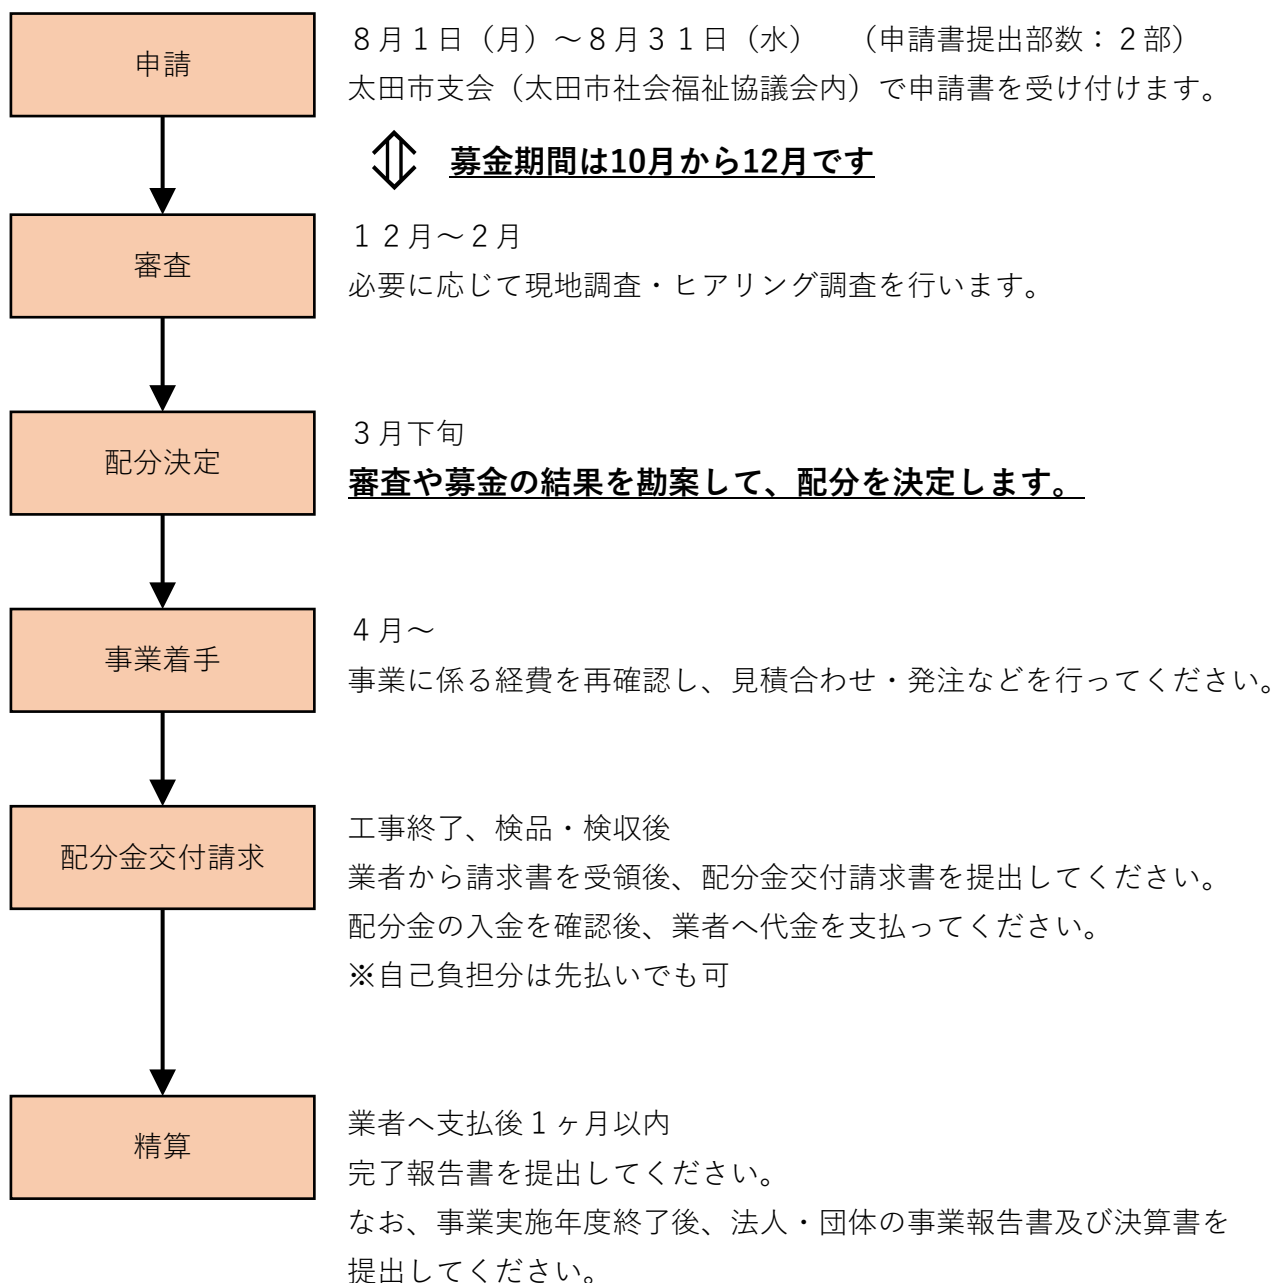 申請
８月１日（月）～８月３１日（水）　（申請書提出部数：２部）
太田市支会（太田市社会福祉協議会内）で申請書を受け付けます。
募金期間は10月から12月です
審査
１２月～２月
必要に応じて現地調査・ヒアリング調査を行います。
配分決定
３月下旬
審査や募金の結果を勘案して、配分を決定します。
事業着手
４月～
事業に係る経費を再確認し、見積合わせ・発注などを行ってください。
配分金交付請求
工事終了、検品・検収後
業者から請求書を受領後、配分金交付請求書を提出してください。
配分金の入金を確認後、業者へ代金を支払ってください。
※自己負担分は先払いでも可
精算
業者へ支払後１ヶ月以内
完了報告書を提出してください。
なお、事業実施年度終了後、法人・団体の事業報告書及び決算書を
提出してください。